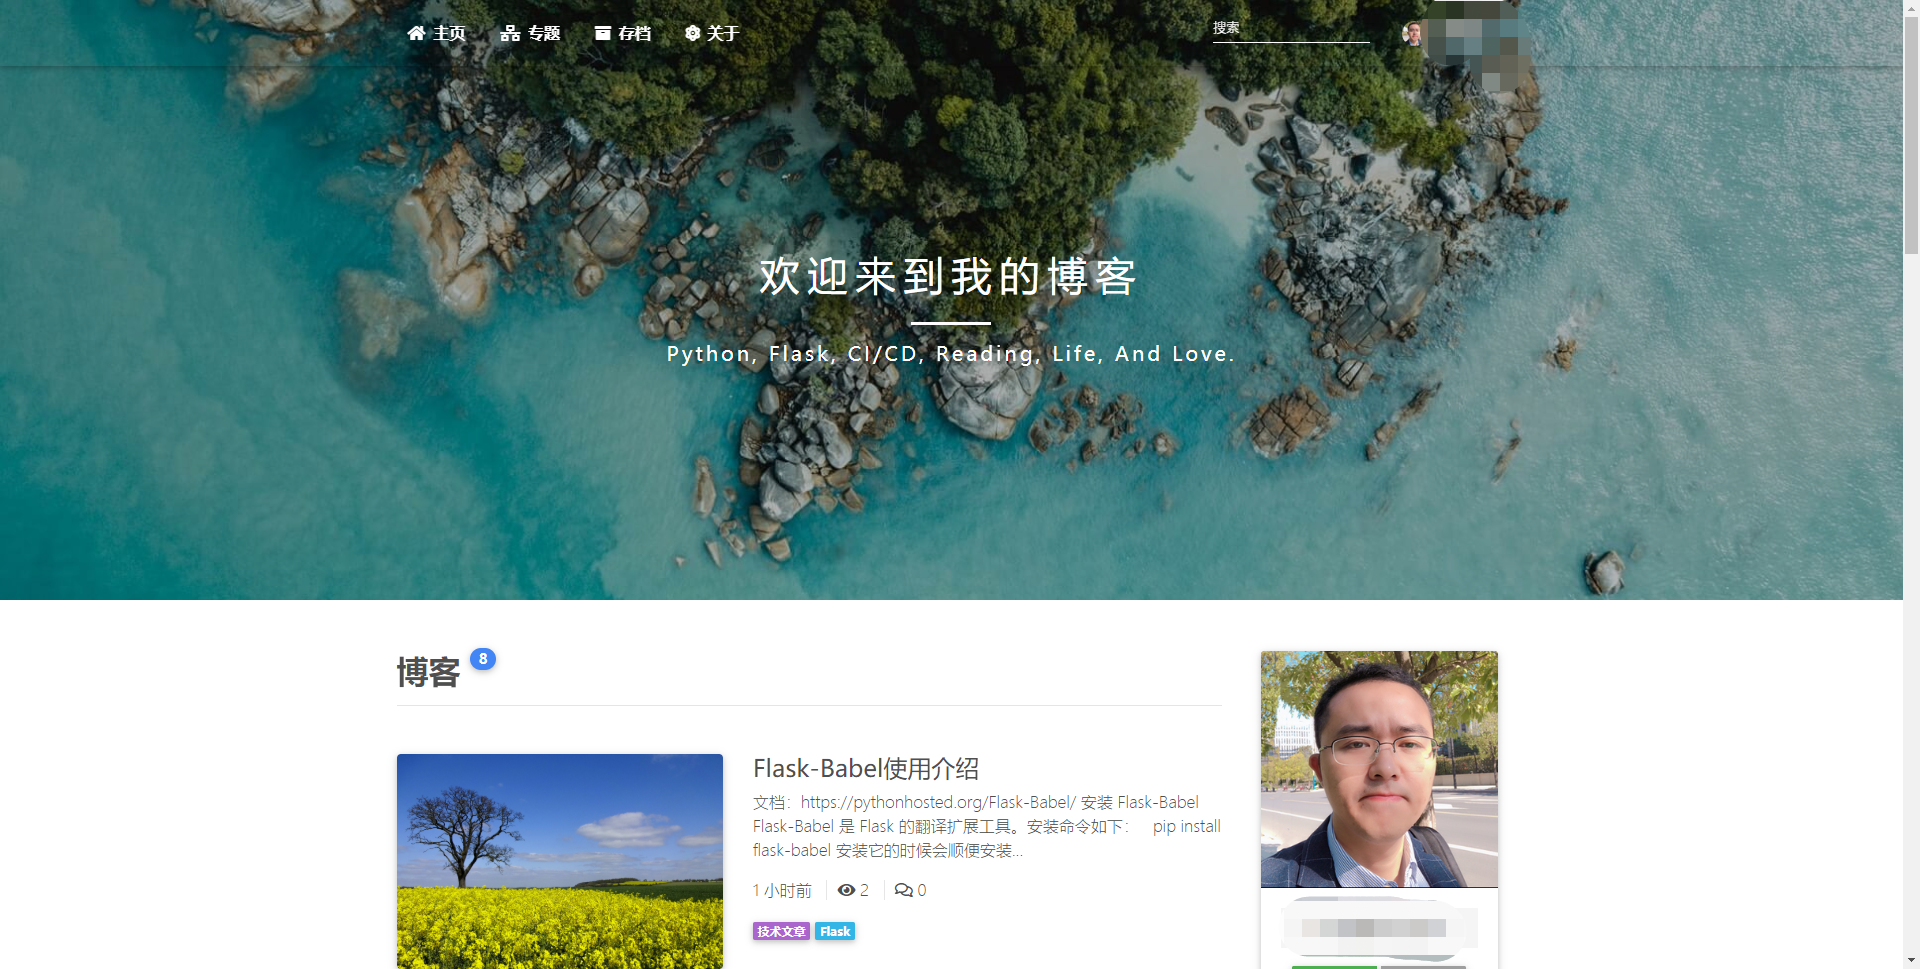 主页 专题 存档 关于 搜索
欢迎来到我的博客
Python, Flask, CI/CD, Reading, Life, And Love.
博客 8
Flask-Babel使用介绍
文档：https://pythonhosted.org/Flask-Babel/ 安装 Flask-Babel
Flask-Babel 是 Flask 的翻译扩展工具。安装命令如下： pip install
flask-babel 安装它的时候会顺便安装...
1 小时前 2 0
技术文章 Flask